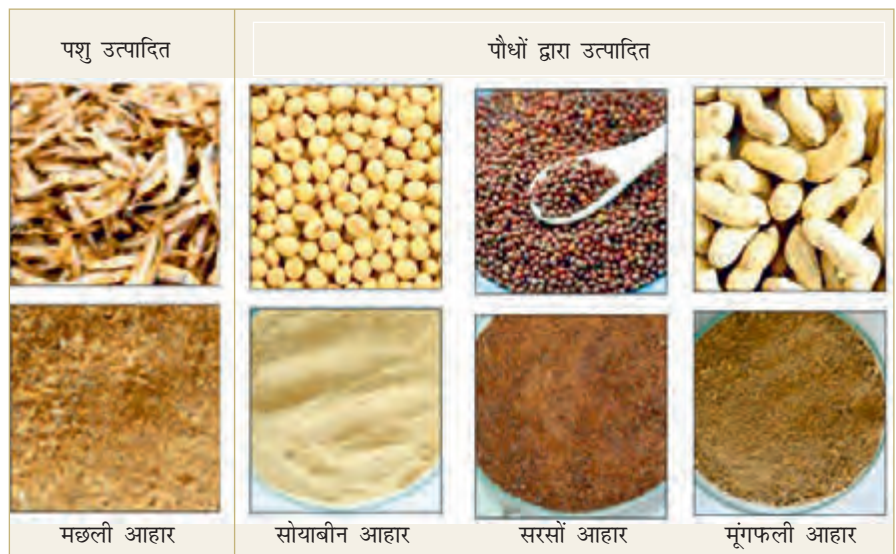 पशु उत्पादित
पौधों द्वारा उत्पादित
मछली आहार
सोयाबीन आहार
सरसों आहार
मूंगफली आहार